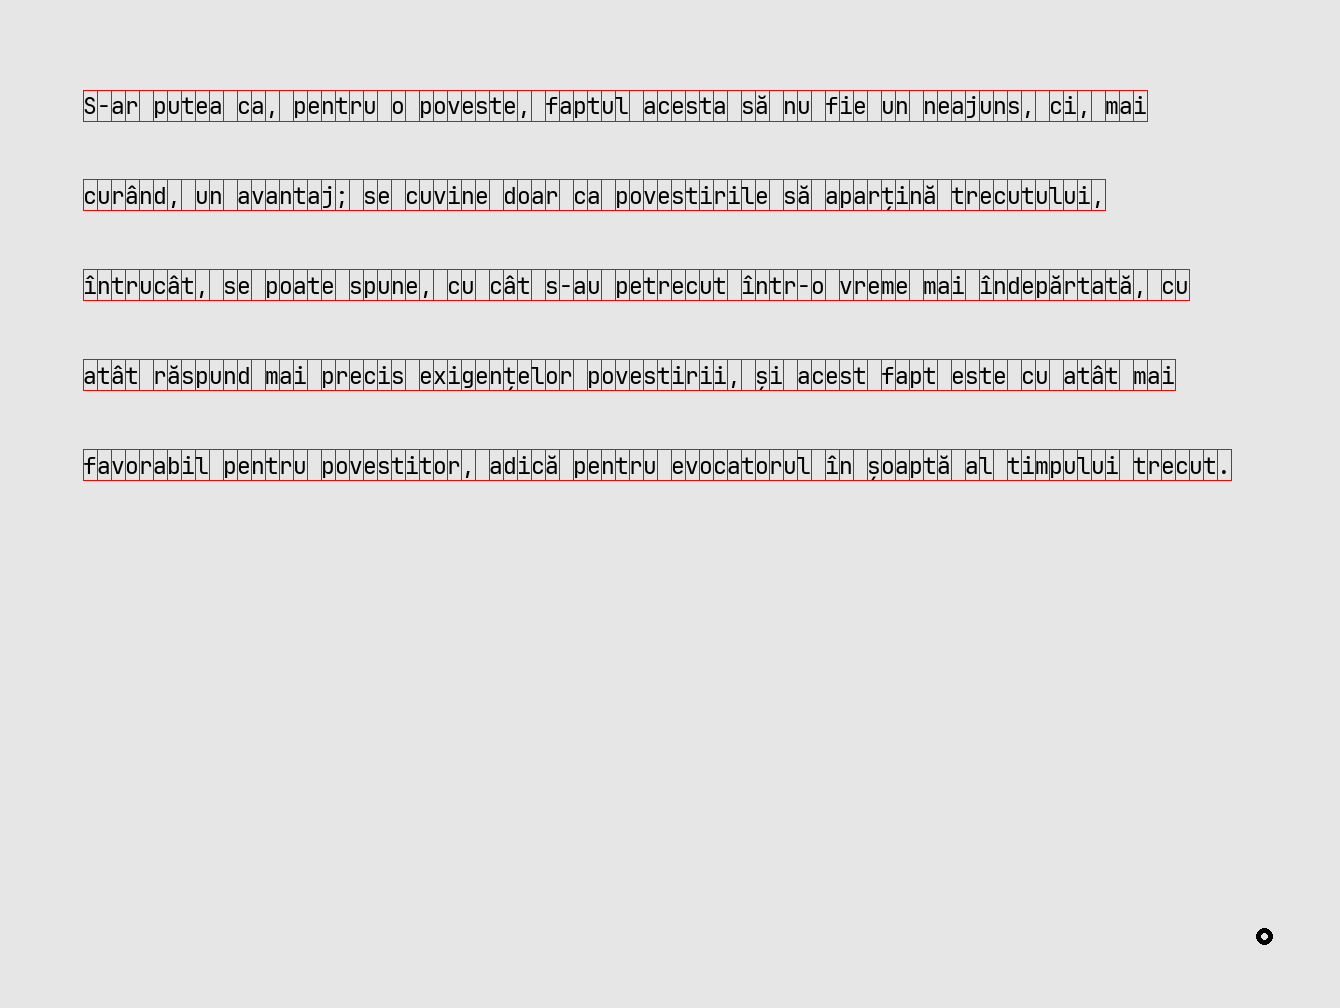 S-ar putea ca, pentru o poveste, faptul acesta să nu fie un neajuns, ci, mai
curând, un avantaj; se cuvine doar ca povestirile să aparțină trecutului,
întrucât, se poate spune, cu cât s-au petrecut într-o vreme mai îndepărtată, cu
atât răspund mai precis exigențelor povestirii, și acest fapt este cu atât mai
favorabil pentru povestitor, adică pentru evocatorul în șoaptă al timpului trecut.